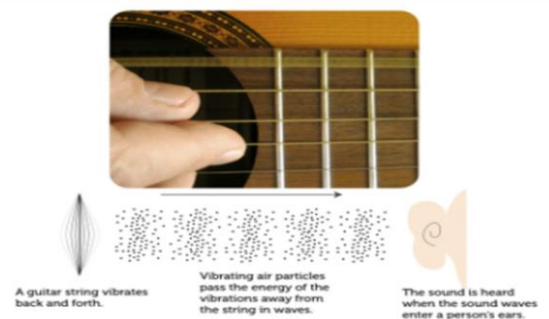 A guitar string vibrates
back and forth.
Vibrating air particles
pass the energy of the
vibrations away from
the string in waves.
The sound is heard
when the sound waves
enter a person's ears.